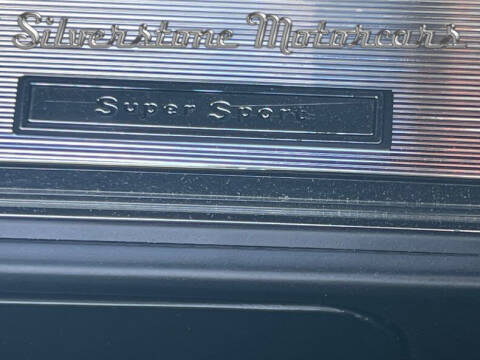 Silverstone Motorcars
Super Sport